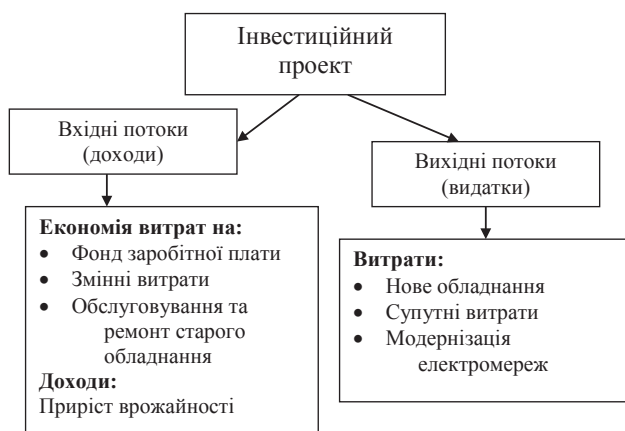 Інвестиційний
проект
Вхідні потоки
(доходи)
Вихідні потоки
(видатки)
Економія витрат на:
• Фонд заробітної плати
• Змінні витрати
• Обслуговування та
ремонт старого
обладнання
Доходи:
Приріст врожайності
Витрати:
• Нове обладнання
• Супутні витрати
• Модернізація
електромереж